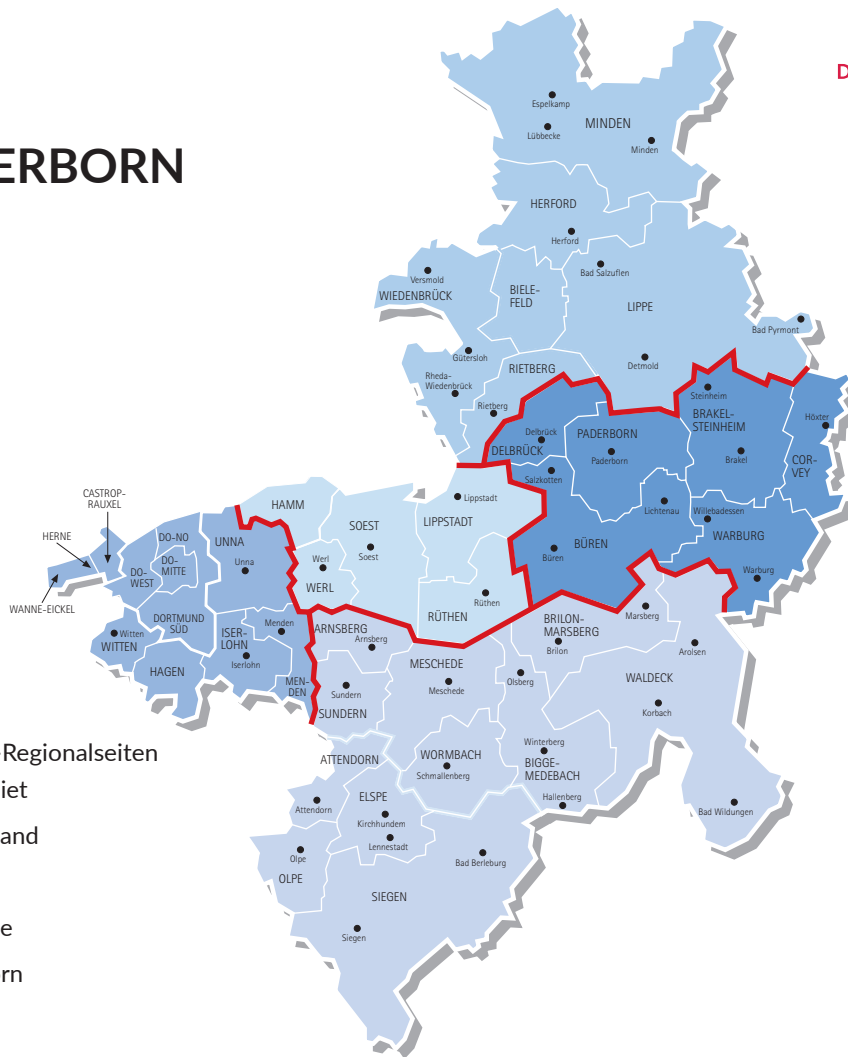 D
ERBORN
Espelkamp
MINDEN
Lübbecke
Minden
HERFORD
Herford
Versmold
Bad Salzuflen
WIEDENBRÜCK
BIELE-
FELD
LIPPE
Bad Pyrmont
Gütersloh
Detmold
RIETBERG
Rheda-
Wiedenbrück
Steinheim
Rietberg
BRAKEL-
STEINHEIM
Höxter
Delbrück
PADERBORN
DELBRÜCK
Paderborn
Brakel
COR-
VEY
Salzkotten
CASTROP-
RAUXEL
HAMM
Lippstadt
Lichtenau
Willebadessen
SOEST
LIPPSTADT
HERNE
DO-NO
UNNA
WARBURG
BÜREN
Soest
Büren
DO-
MITTE
Werl
Unna
DO-
WEST
Warburg
WERL
WANNE-EICKEL
Rüthen
RÜTHEN
Marsberg
DORTMUND
SÜD
Menden
ARNSBERG
BRILON-
MARSBERG
Witten
WITTEN
ISER-
LOHN
Arnsberg
Brilon
Arolsen
Iserlohn
MESCHEDE
HAGEN
Olsberg
WALDECK
MEN-
DEN
Sundern
Meschede
Korbach
SUNDERN
-Regionalseiten
ATTENDORN
WORMBACH
Winterberg
BIGGE-
MEDEBACH
Schmallenberg
iet
ELSPE
Hallenberg
Attendorn
Bad Wildungen
Kirchhundem
and
Lennestadt
Olpe
Bad Berleburg
OLPE
SIEGEN
e
Siegen
rn